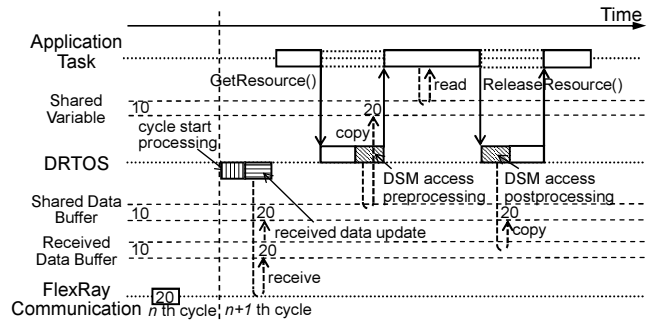 Time
Application
Task
GetResource()
read
ReleaseResource()
Shared
Variable
10
20
copy
cycle start
processing
DRTOS
DSM access
preprocessing
DSM access
postprocessing
Shared Data
Buffer
10
20
received data update
20
copy
Received
Data Buffer
10
20
receive
FlexRay
Communication
20
n th cycle
n+1 th cycle